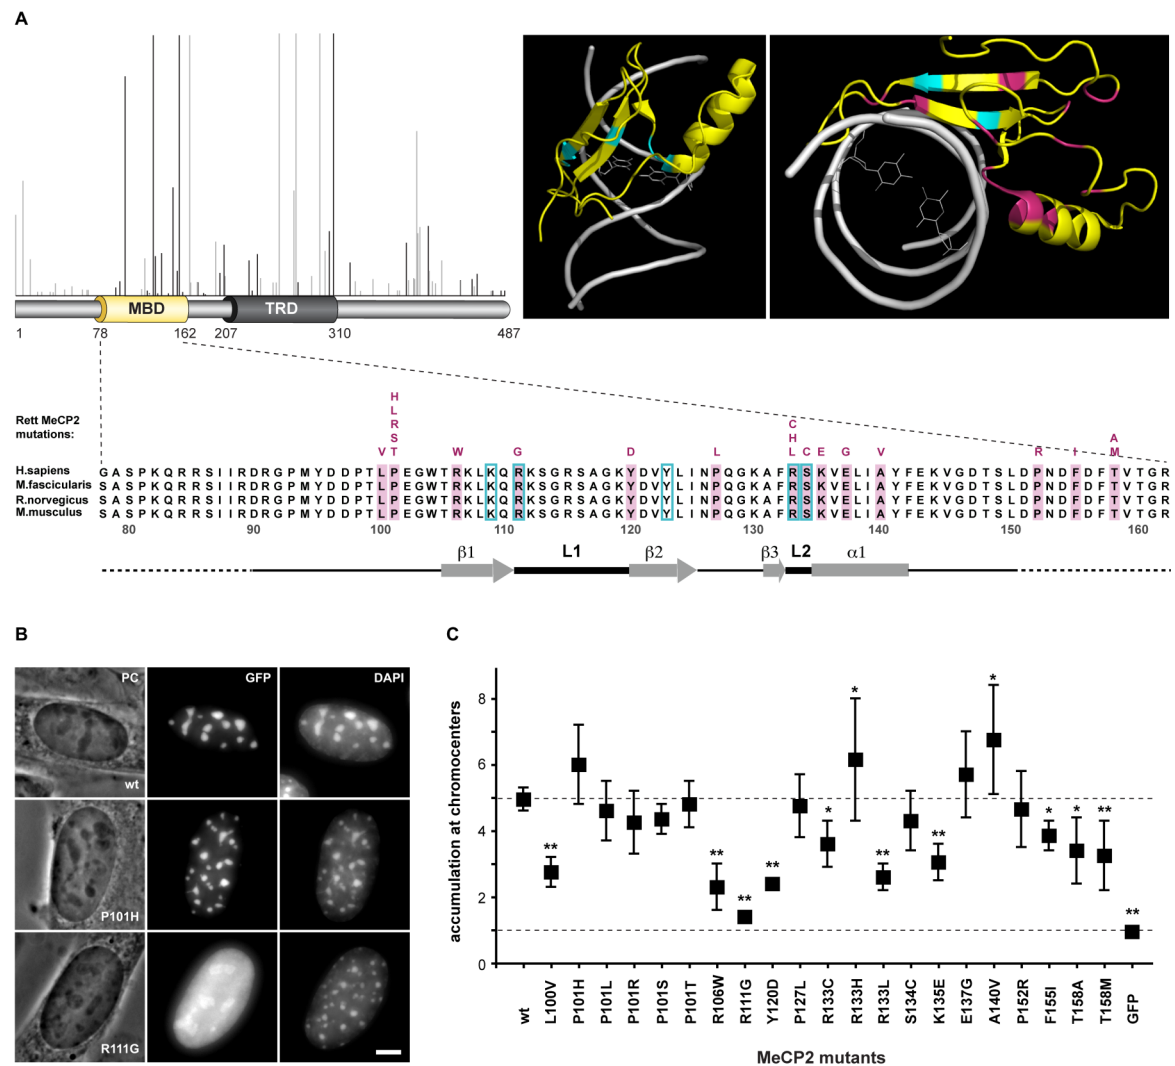 A
MBD
TRD
1 78 162 207 310 487
Rett MeCP2
mutations:
H
L
R C
S H A
V T W G D L L C E G V R I M
H.sapiens G A S P K Q R R S I I R D R G P M Y D D P T L P E G W T R K L K Q R K S G R S A G K Y D V Y L I N P Q G K A F R S K V E L I A Y F E K V G D T S L D P N D F D F T V T G R
M.fascicularis S A S P K Q R R S I I R D R G P M Y D D P T L P E G W T R K L K Q R K S G R S A G K Y D V Y L I N P Q G K A F R S K V E L I A Y F E K V G D T S L D P N D F D F T V T G R
R.norvegicus S A S P K Q R R S I I R D R G P M Y D D P T L P E G W T R K L K Q R K S G R S A G K Y D V Y L I N P Q G K A F R S K V E L I A Y F E K V G D T S L D P N D F D F T V T G R
M.musculus S A S P K Q R R S I I R D R G P M Y D D P T L P E G W T R K L K Q R K S G R S A G K Y D V Y L I N P Q G K A F R S K V E L I A Y F E K V G D T S L D P N D F D F T V T G R
80 90 100 110 120 130 140 150 160
β1 L1 β2 β3 L2 α1
B
PC GFP DAPI
wt
P101H
R111G
C
accumulation at chromocenters
8
6
4
2
0
** ** ** ** * * ** ** * * * ** **
wt
L100V
P101H
P101L
P101R
P101S
P101T
R106W
R111G
Y120D
P127L
R133C
R133H
R133L
S134C
K135E
E137G
A140V
P152R
F155I
T158A
T158M
GFP
MeCP2 mutants